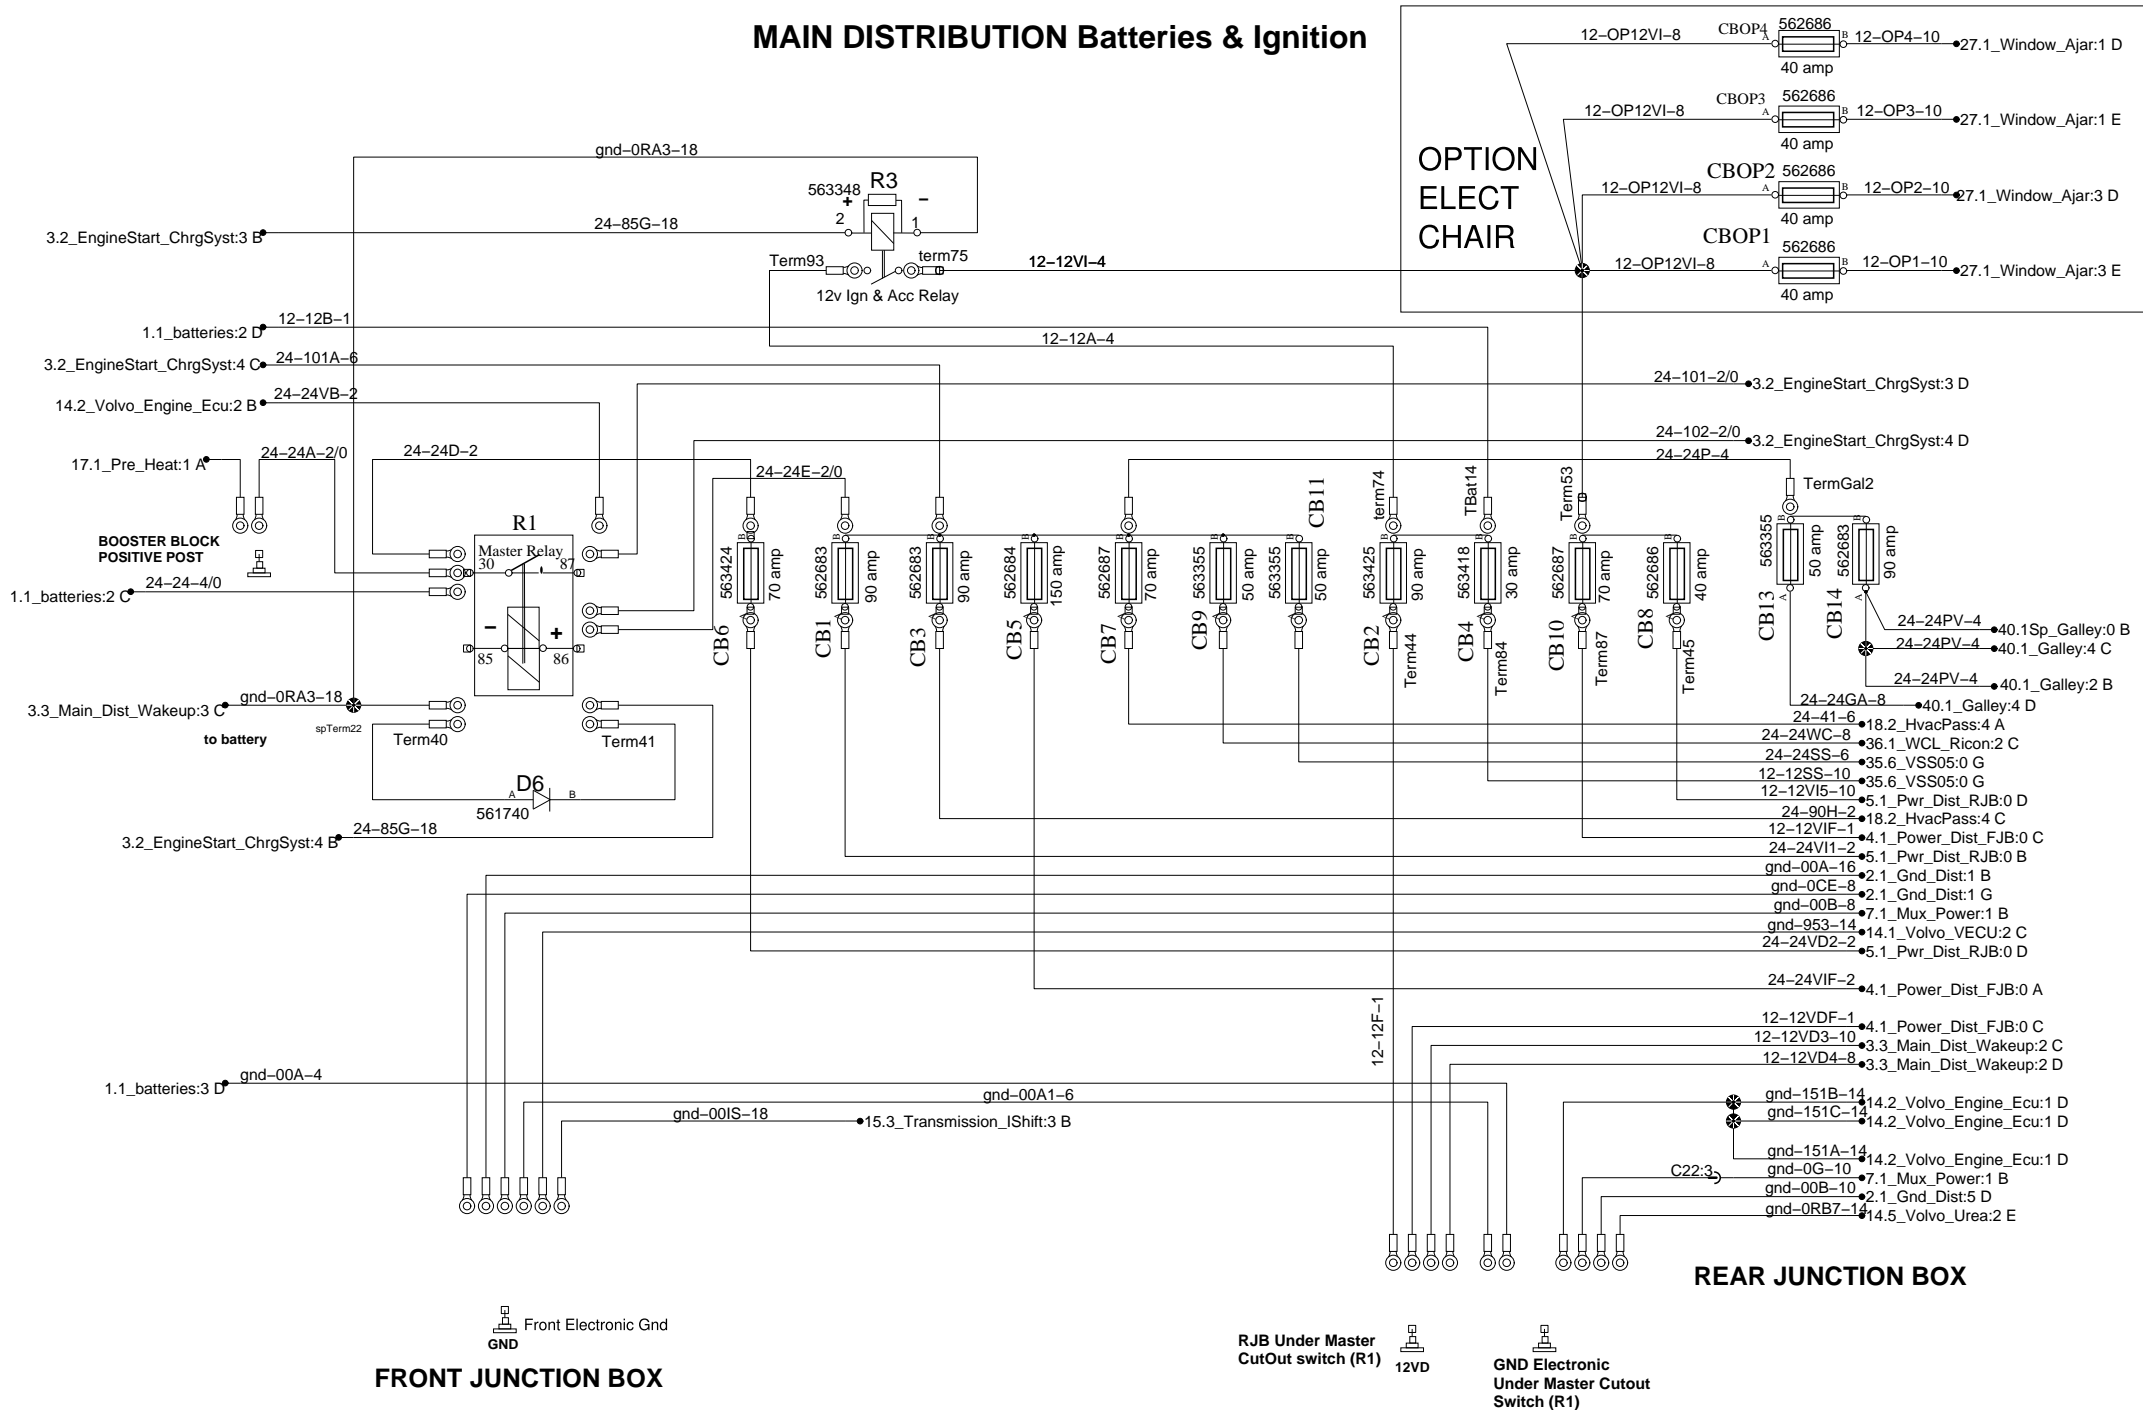 MAIN DISTRIBUTION Batteries & Ignition
12–OP12VI–8
CBOP4
562686
A
B
12–OP4–10
27.1_Window_Ajar:1 D
40 amp
12–OP12VI–8
CBOP3
562686
A
B
12–OP3–10
27.1_Window_Ajar:1 E
40 amp
OPTION
ELECT
CHAIR
12–OP12VI–8
CBOP2
562686
A
B
12–OP2–10
27.1_Window_Ajar:3 D
40 amp
12–OP12VI–8
CBOP1
562686
A
B
12–OP1–10
27.1_Window_Ajar:3 E
40 amp
gnd–0RA3–18
R3
563348
+
–
2
1
3.2_EngineStart_ChrgSyst:3 B
24–85G–18
Term93
term75
12–12VI–4
12v Ign & Acc Relay
1.1_batteries:2 D
12–12B–1
12–12A–4
3.2_EngineStart_ChrgSyst:4 C
24–101A–6
24–101–2/0
3.2_EngineStart_ChrgSyst:3 D
14.2_Volvo_Engine_Ecu:2 B
24–24VB–2
24–102–2/0
3.2_EngineStart_ChrgSyst:4 D
17.1_Pre_Heat:1 A
24–24A–2/0
24–24D–2
24–24E–2/0
24–24P–4
BOOSTER BLOCK
POSITIVE POST
R1
Master Relay
30
87
–
+
85
86
1.1_batteries:2 C
24–24–4/0
B
563424
70 amp
A
CB6
B
562683
90 amp
A
CB1
B
562683
90 amp
A
CB3
B
562684
150 amp
A
CB5
B
562687
70 amp
A
CB7
B
563355
50 amp
A
CB9
CB11
B
563355
50 amp
A
term74
B
563425
90 amp
A
CB2
Term44
TBat14
B
563418
30 amp
A
CB4
Term84
Term53
B
562687
70 amp
A
CB10
Term87
B
562686
40 amp
A
CB8
Term45
TermGal2
B
563355
50 amp
A
CB13
B
562683
90 amp
A
CB14
24–24PV–4
40.1Sp_Galley:0 B
24–24PV–4
40.1_Galley:4 C
24–24PV–4
40.1_Galley:2 B
24–24GA–8
40.1_Galley:4 D
3.3_Main_Dist_Wakeup:3 C
gnd–0RA3–18
to battery
spTerm22
Term40
Term41
D6
A
B
561740
3.2_EngineStart_ChrgSyst:4 B
24–85G–18
24–41–6
18.2_HvacPass:4 A
24–24WC–8
36.1_WCL_Ricon:2 C
24–24SS–6
35.6_VSS05:0 G
12–12SS–10
35.6_VSS05:0 G
12–12VI5–10
5.1_Pwr_Dist_RJB:0 D
24–90H–2
18.2_HvacPass:4 C
12–12VIF–1
4.1_Power_Dist_FJB:0 C
24–24VI1–2
5.1_Pwr_Dist_RJB:0 B
gnd–00A–16
2.1_Gnd_Dist:1 B
gnd–0CE–8
2.1_Gnd_Dist:1 G
gnd–00B–8
7.1_Mux_Power:1 B
gnd–953–14
14.1_Volvo_VECU:2 C
24–24VD2–2
5.1_Pwr_Dist_RJB:0 D
24–24VIF–2
4.1_Power_Dist_FJB:0 A
12–12F–1
12–12VDF–1
4.1_Power_Dist_FJB:0 C
12–12VD3–10
3.3_Main_Dist_Wakeup:2 C
12–12VD4–8
3.3_Main_Dist_Wakeup:2 D
1.1_batteries:3 D
gnd–00A–4
gnd–00A1–6
gnd–00IS–18
15.3_Transmission_IShift:3 B
gnd–151B–14
14.2_Volvo_Engine_Ecu:1 D
gnd–151C–14
14.2_Volvo_Engine_Ecu:1 D
gnd–151A–14
14.2_Volvo_Engine_Ecu:1 D
C22:3
gnd–0G–10
7.1_Mux_Power:1 B
gnd–00B–10
2.1_Gnd_Dist:5 D
gnd–0RB7–14
14.5_Volvo_Urea:2 E
REAR JUNCTION BOX
Front Electronic Gnd
GND
FRONT JUNCTION BOX
RJB Under Master
CutOut switch (R1)
12VD
GND Electronic
Under Master Cutout
Switch (R1)